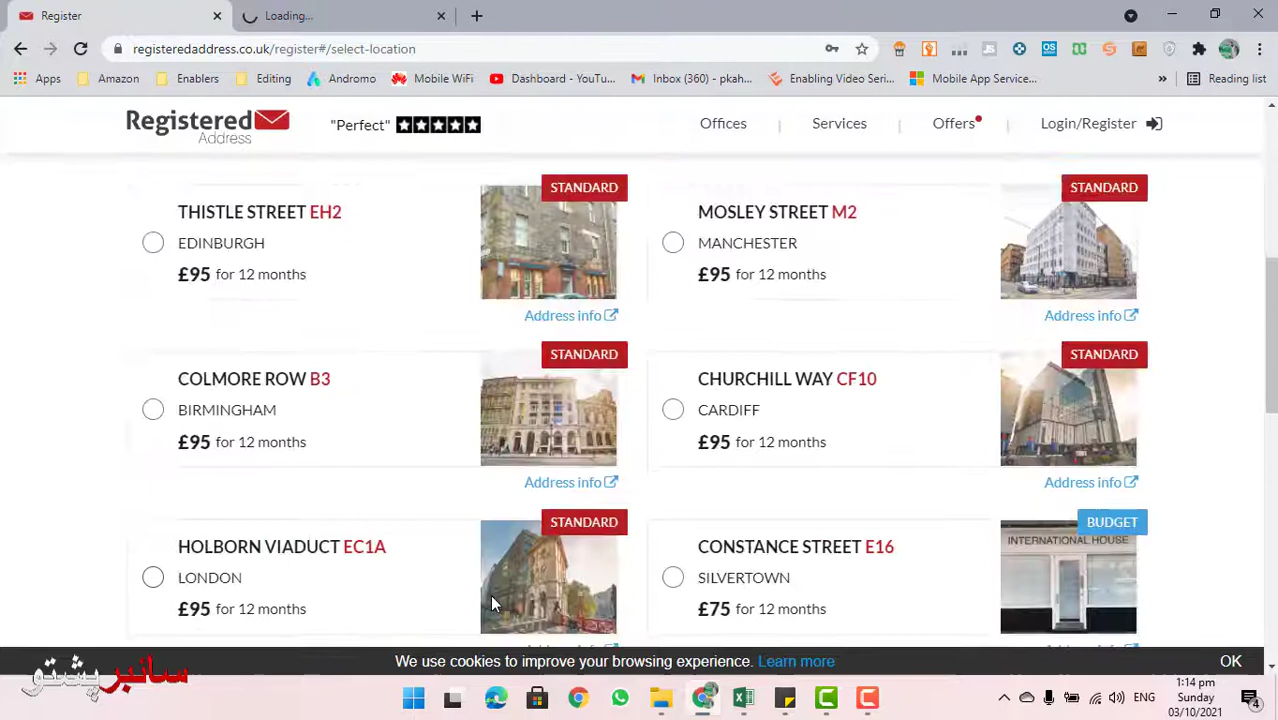 Register
Loading...
registeredaddress.co.uk/register#/select-location
Apps
Amazon
Enablers
Editing
Andromo
Mobile WiFi
Dashboard - YouTu...
Inbox (360) - pkah...
Enabling Video Seri...
Mobile App Service...
»
Reading list
Registered
Address
"Perfect"
Offices
Services
Offers
Login/Register
STANDARD
THISTLE STREET EH2
EDINBURGH
£95 for 12 months
Address info
STANDARD
MOSLEY STREET M2
MANCHESTER
£95 for 12 months
Address info
STANDARD
COLMORE ROW B3
BIRMINGHAM
£95 for 12 months
Address info
STANDARD
CHURCHILL WAY CF10
CARDIFF
£95 for 12 months
Address info
STANDARD
HOLBORN VIADUCT EC1A
LONDON
£95 for 12 months
BUDGET
CONSTANCE STREET E16
SILVERTOWN
£75 for 12 months
INTERNATIONAL HOUSE
We use cookies to improve your browsing experience. Learn more
OK
سائبر پښتو
ENG
1:14 pm
Sunday
03/10/2021
4